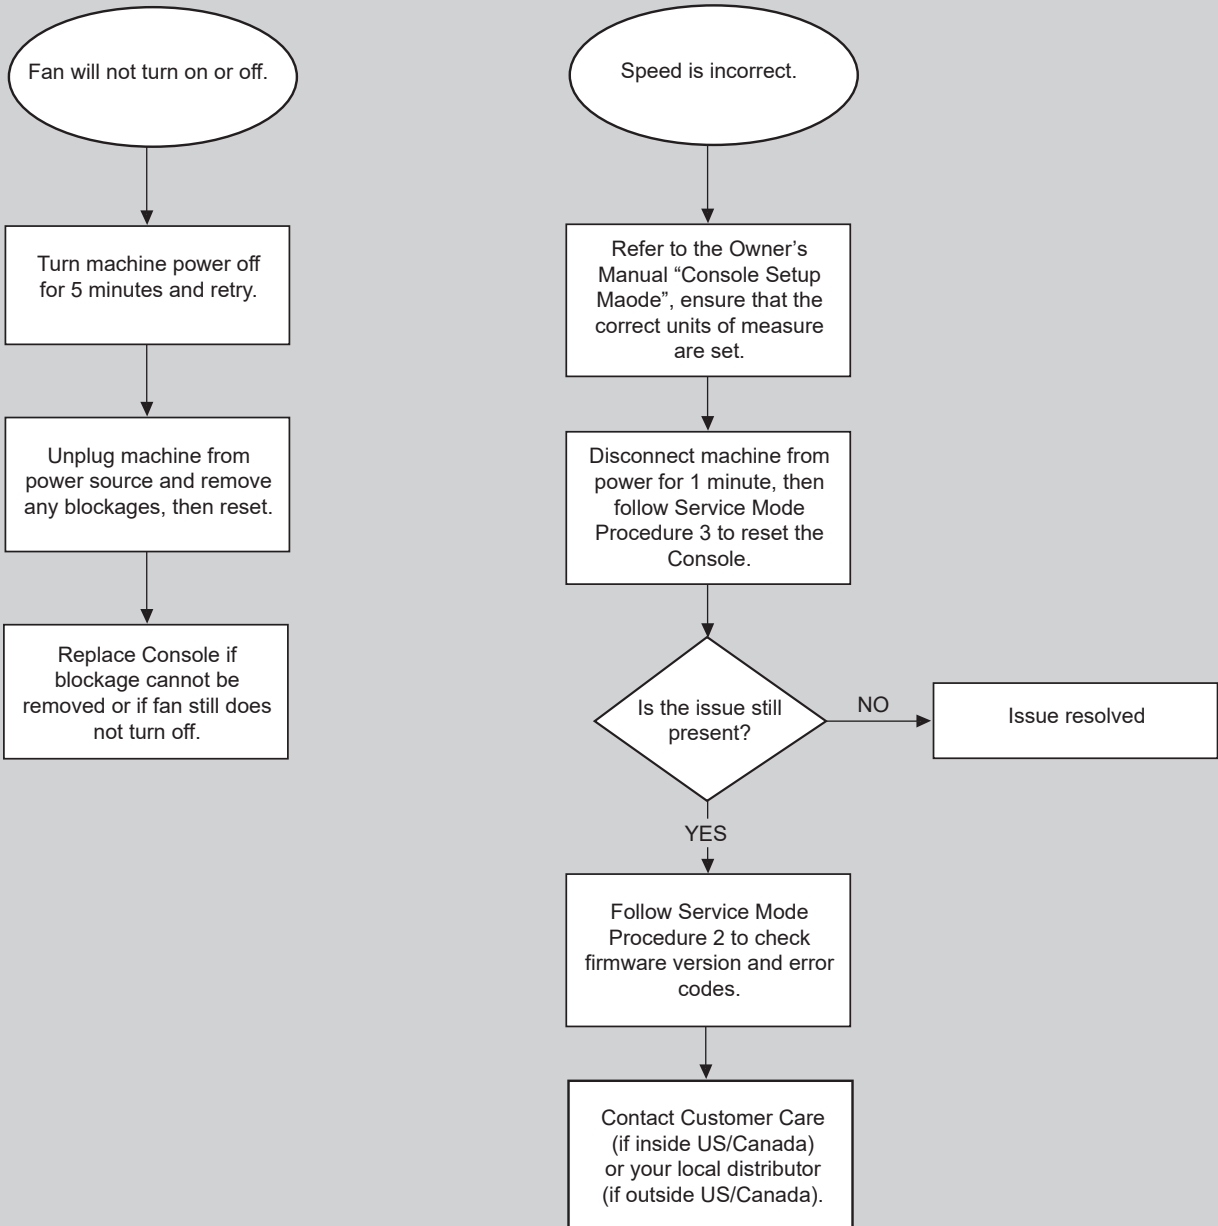 Fan will not turn on or off.
Turn machine power off
for 5 minutes and retry.
Unplug machine from
power source and remove
any blockages, then reset.
Replace Console if
blockage cannot be
removed or if fan still does
not turn off.
Speed is incorrect.
Refer to the Owner’s
Manual “Console Setup
Maode”, ensure that the
correct units of measure
are set.
Disconnect machine from
power for 1 minute, then
follow Service Mode
Procedure 3 to reset the
Console.
Is the issue still
present?
NO
Issue resolved
YES
Follow Service Mode
Procedure 2 to check
firmware version and error
codes.
Contact Customer Care
(if inside US/Canada)
or your local distributor
(if outside US/Canada).